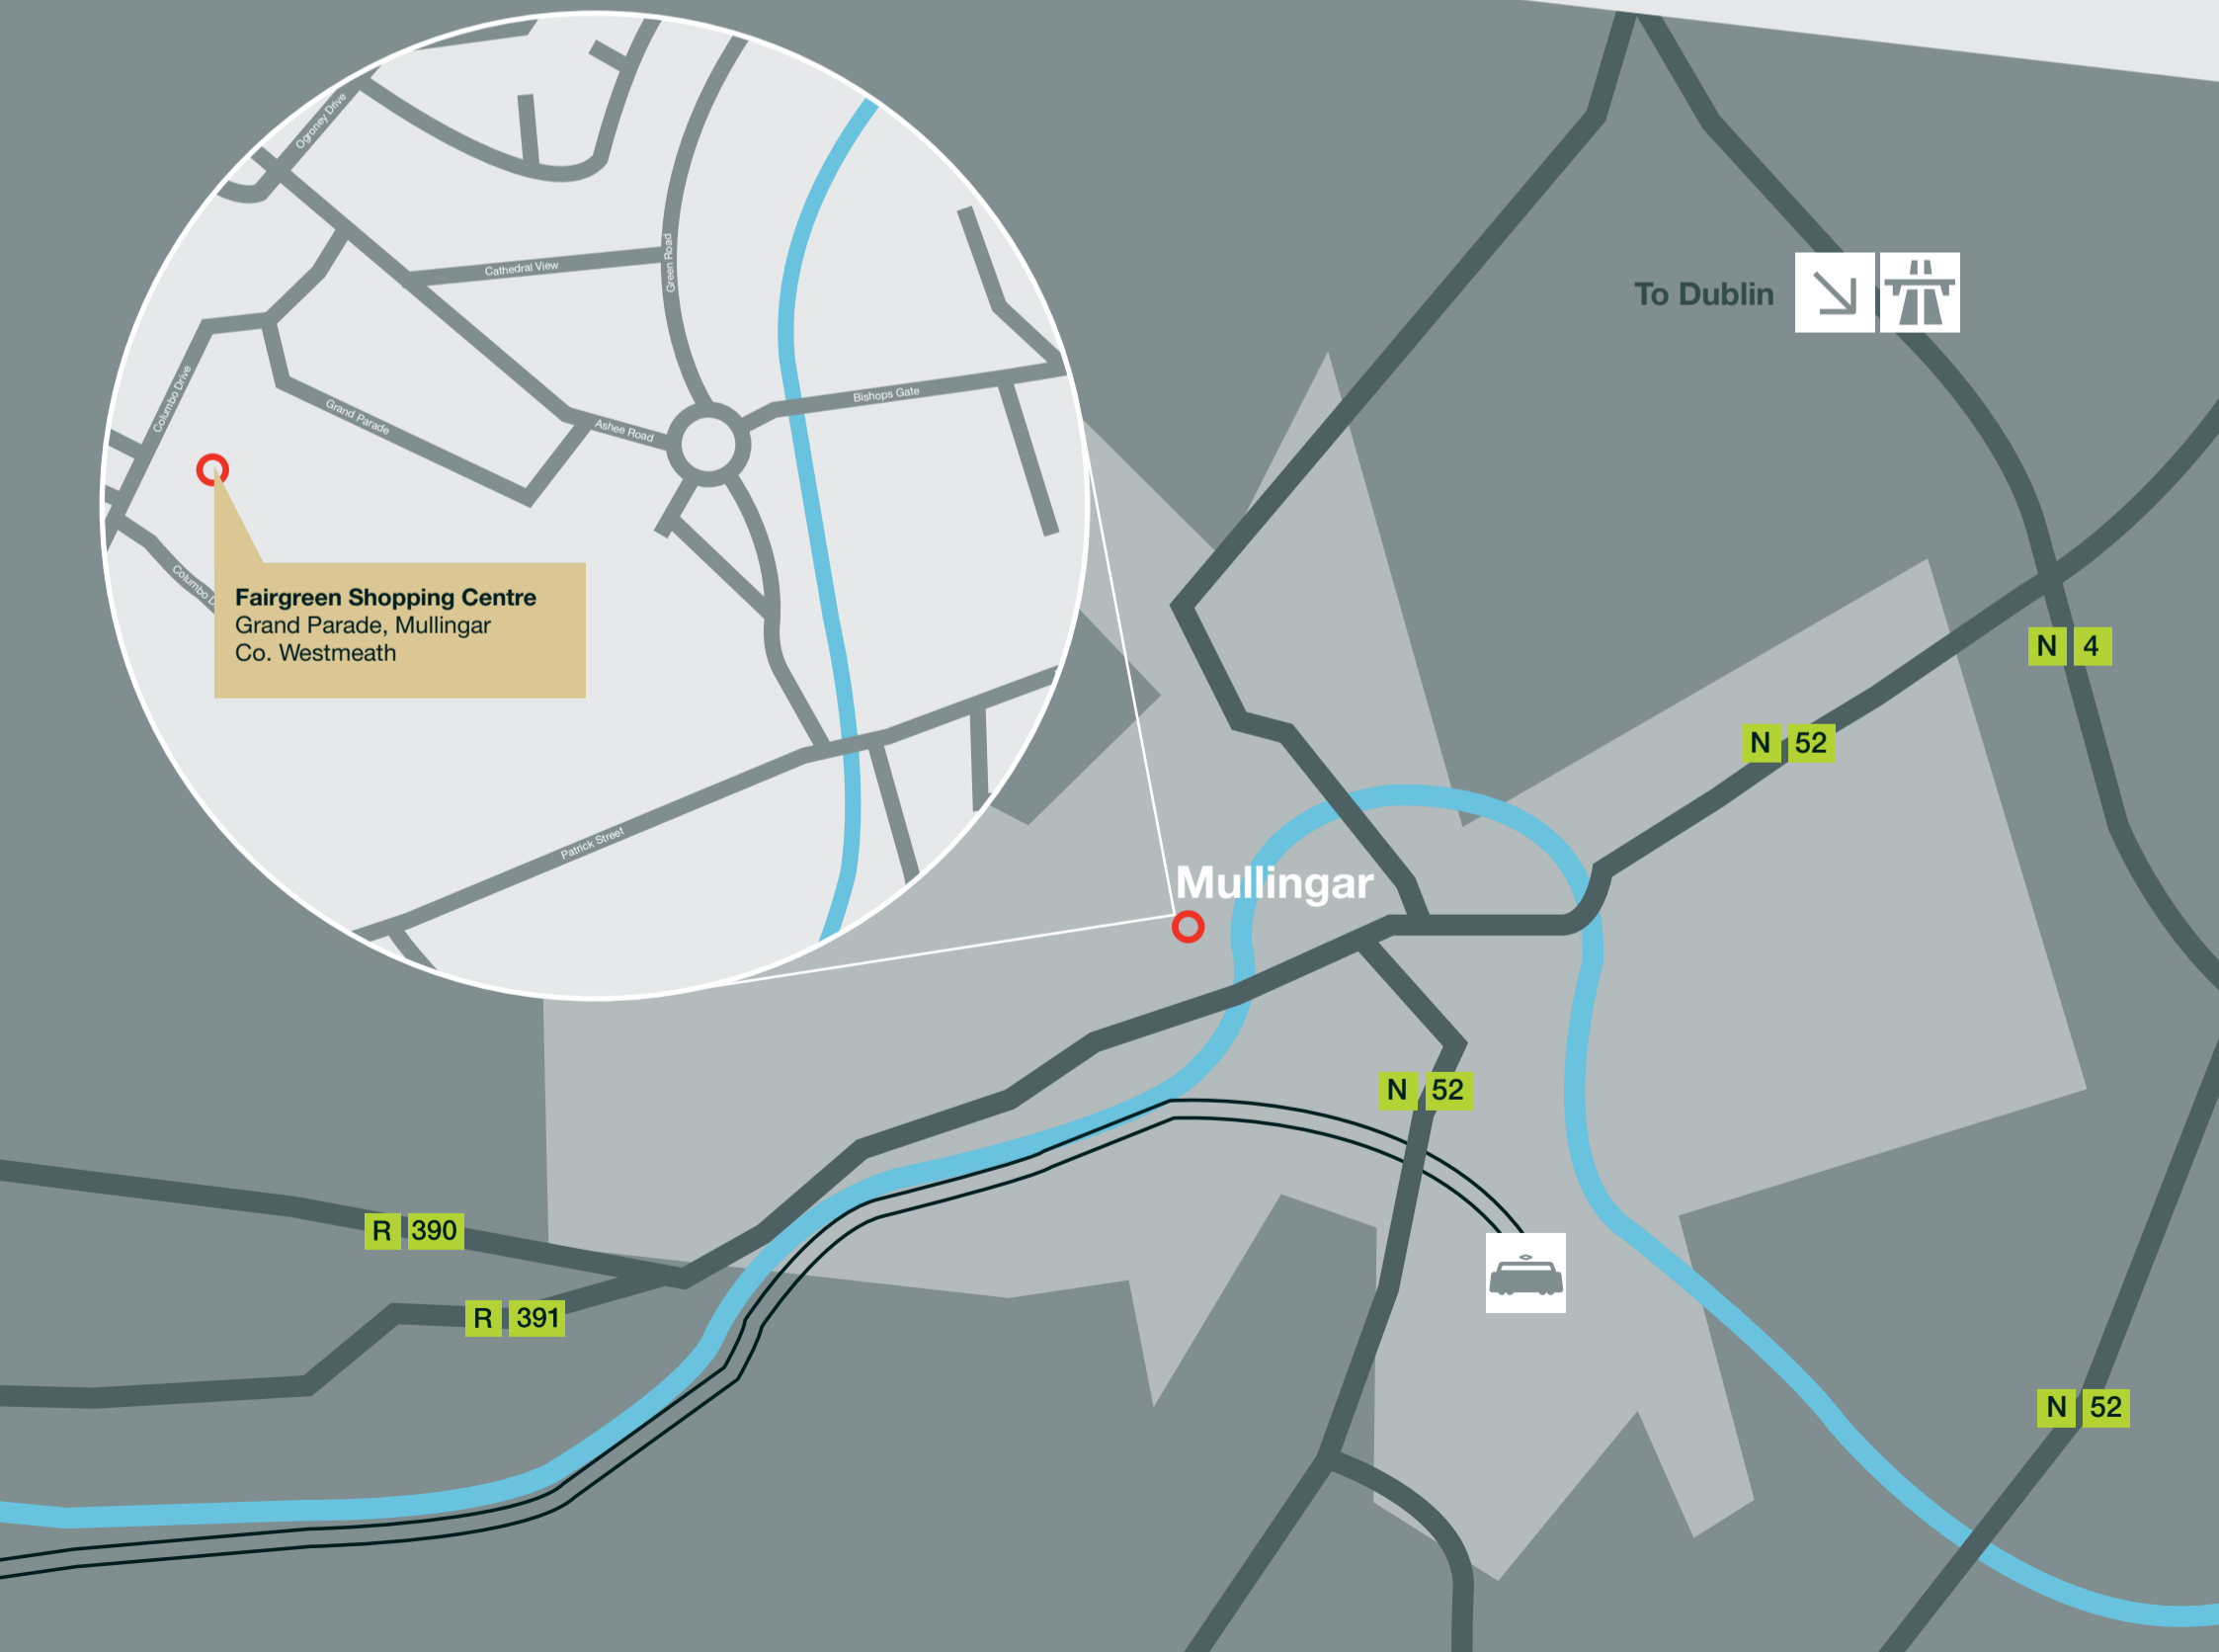 Ogroney Drive
Cathedral View
Green Road
Columbo Drive
Grand Parade
Ashee Road
Bishops Gate
Columbo D
Fairgreen Shopping Centre
Grand Parade, Mullingar
Co. Westmeath
Patrick Street
To Dublin
N 4
N 52
Mullingar
N 52
R 390
R 391
N 52